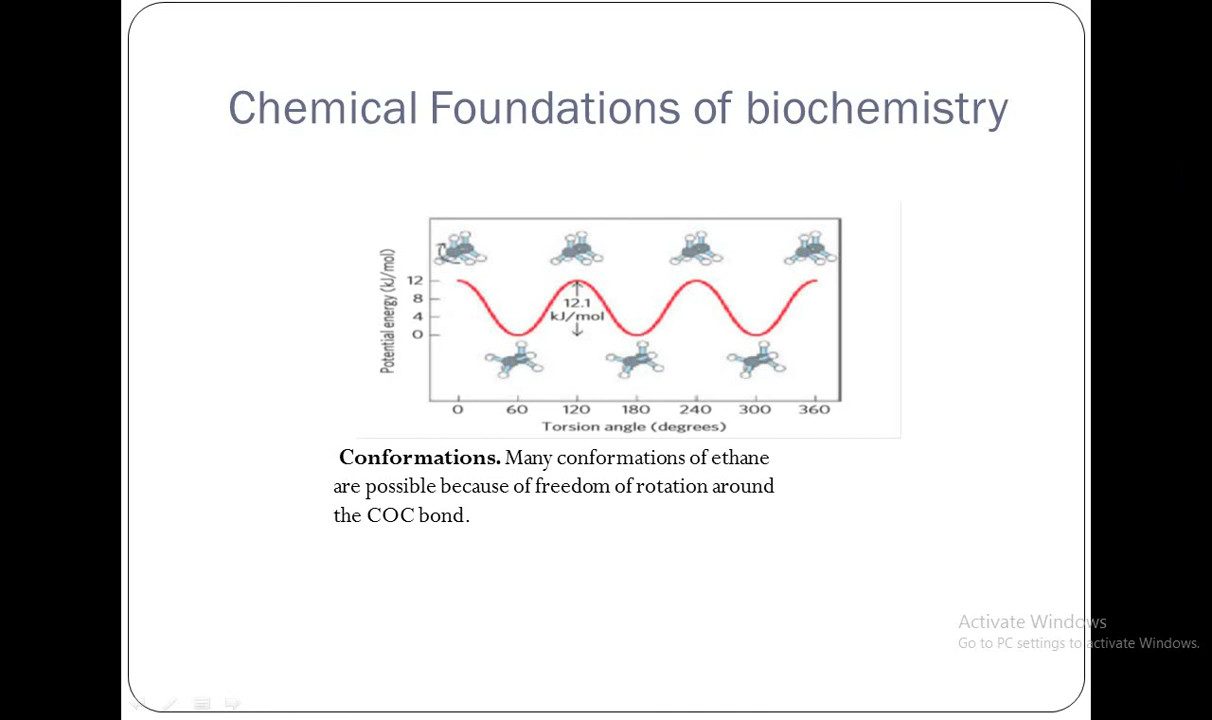 Chemical Foundations of biochemistry
Potential energy (kJ/mol)
12
8
4
0
12.1
kJ/mol
0 60 120 180 240 300 360
Torsion angle (degrees)
Conformations. Many conformations of ethane
are possible because of freedom of rotation around
the COC bond.
Activate Windows
Go to PC settings to activate Windows.